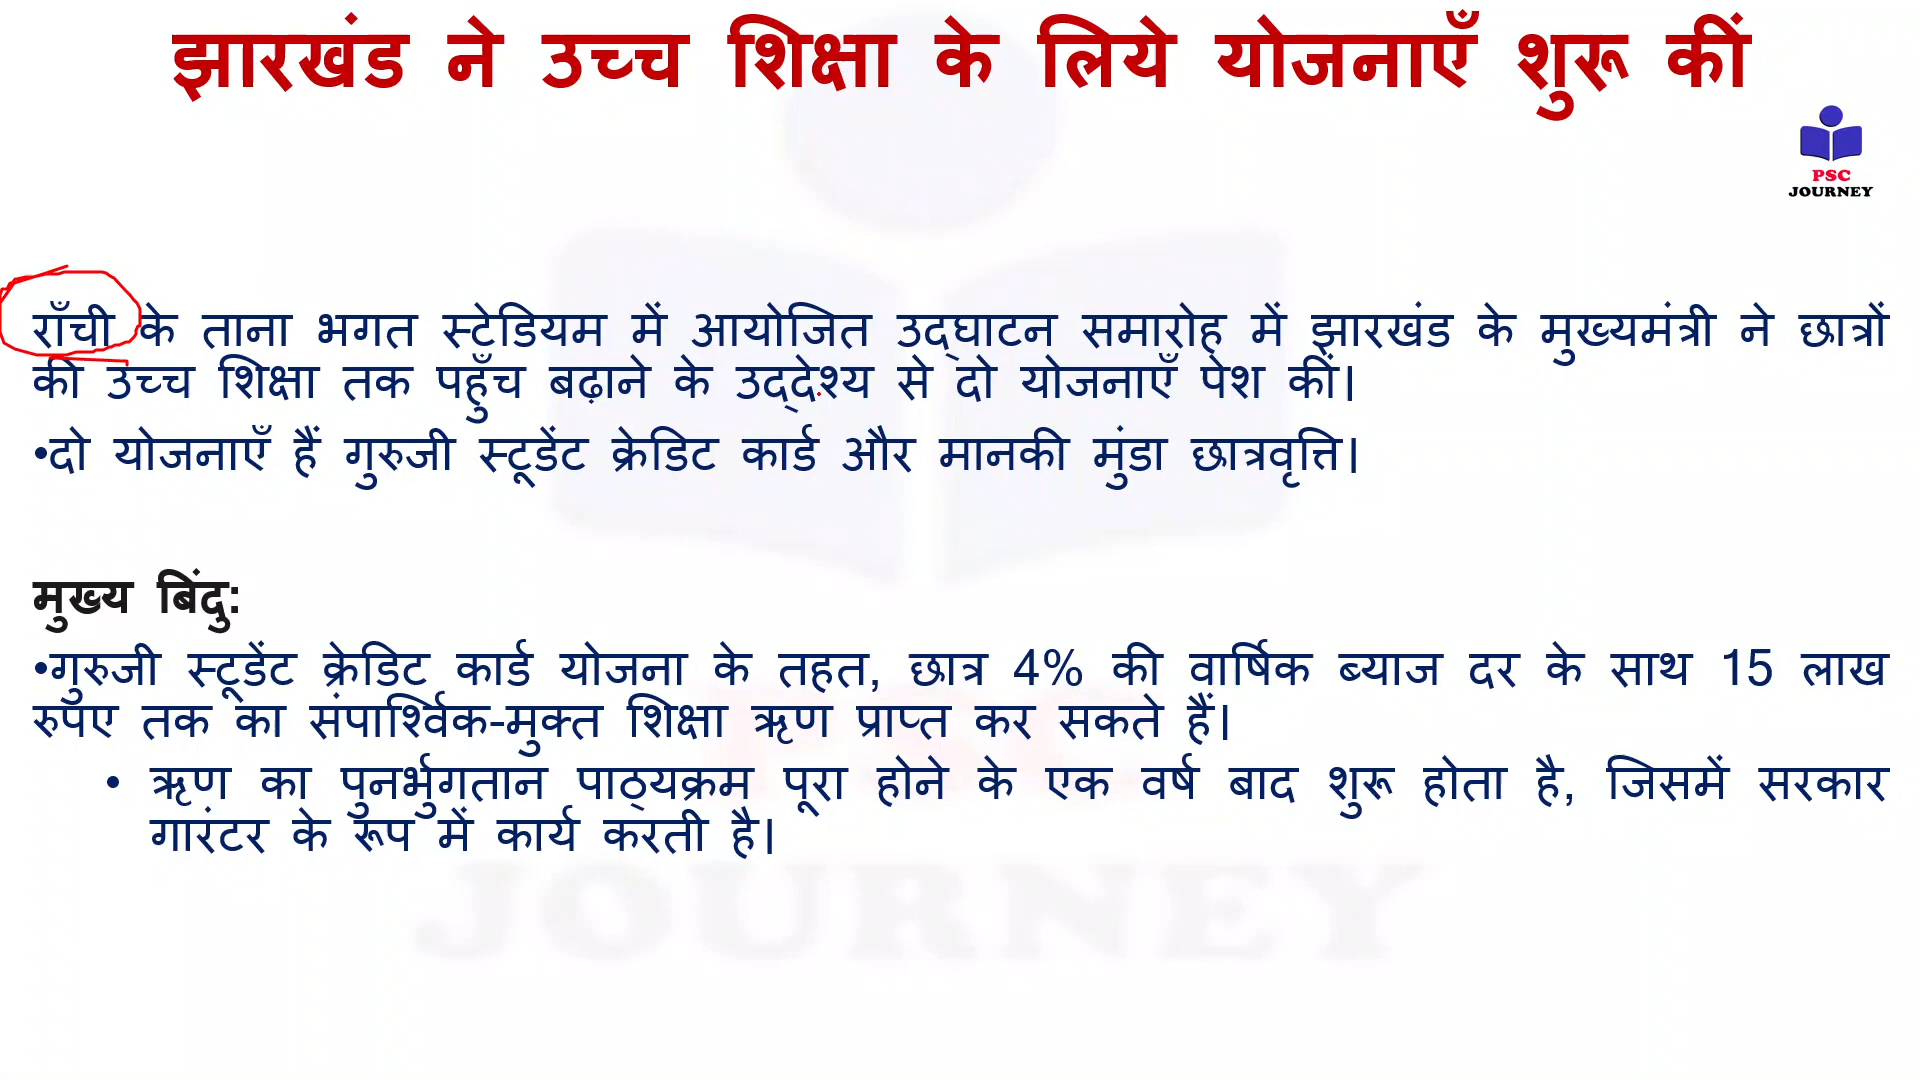 झारखंड ने उच्च शिक्षा के लिये योजनाएँ शुरू कीं
PSC
JOURNEY
राँची के ताना भगत स्टेडियम में आयोजित उद्घाटन समारोह में झारखंड के मुख्यमंत्री ने छात्रों
की उच्च शिक्षा तक पहुँच बढ़ाने के उद्देश्य से दो योजनाएँ पेश कीं।
•दो योजनाएँ हैं गुरुजी स्टूडेंट क्रेडिट कार्ड और मानकी मुंडा छात्रवृत्ति।
मुख्य बिंदु:
•गुरुजी स्टूडेंट क्रेडिट कार्ड योजना के तहत, छात्र 4% की वार्षिक ब्याज दर के साथ 15 लाख
रुपए तक का संपार्श्विक-मुक्त शिक्षा ऋण प्राप्त कर सकते हैं।
• ऋण का पुनर्भुगतान पाठ्यक्रम पूरा होने के एक वर्ष बाद शुरू होता है, जिसमें सरकार
गारंटर के रूप में कार्य करती है।
PSC
JOURNEY